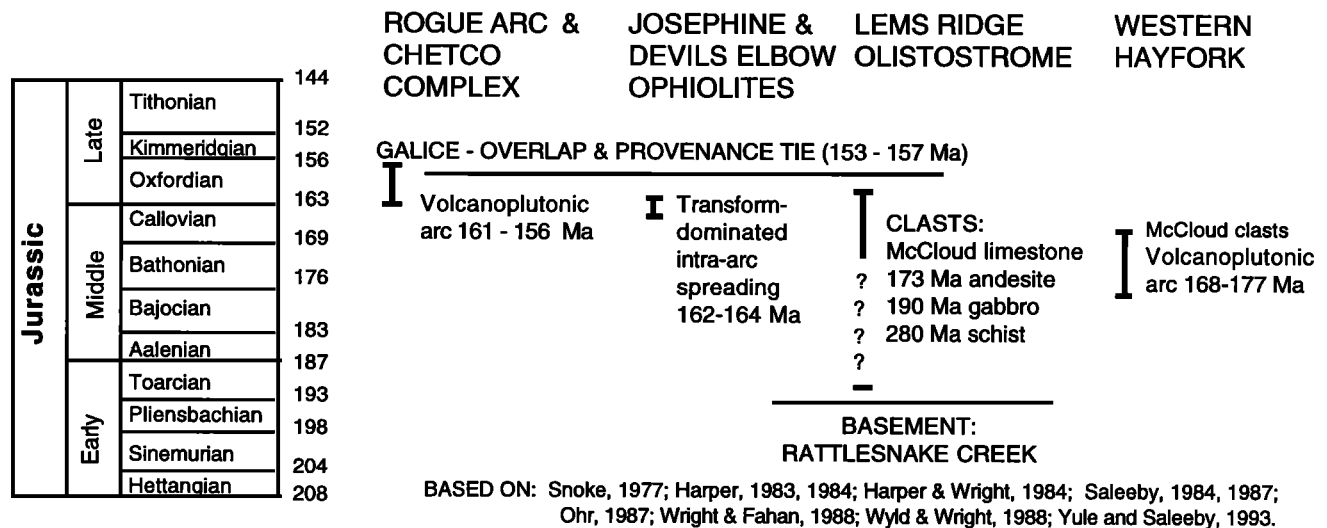 ROGUE ARC &
CHETCO
COMPLEX
JOSEPHINE &
DEVILS ELBOW
OPHIOLITES
LEMS RIDGE
OLISTOSTROME
WESTERN
HAYFORK
Jurassic
Late
Middle
Early
Tithonian
Kimmeridgian
Oxfordian
Callovian
Bathonian
Bajocian
Aalenian
Toarcian
Pliensbachian
Sinemurian
Hettangian
144
152
156
163
169
176
183
187
193
198
204
208
GALICE - OVERLAP & PROVENANCE TIE (153 - 157 Ma)
Volcanoplutonic
arc 161 - 156 Ma
Transform-
dominated
intra-arc
spreading
162-164 Ma
CLASTS:
McCloud limestone
? 173 Ma andesite
? 190 Ma gabbro
? 280 Ma schist
?
McCloud clasts
Volcanoplutonic
arc 168-177 Ma
BASEMENT:
RATTLESNAKE CREEK
BASED ON: Snoke, 1977; Harper, 1983, 1984; Harper & Wright, 1984; Saleeby, 1984, 1987;
Ohr, 1987; Wright & Fahan, 1988; Wyld & Wright, 1988; Yule and Saleeby, 1993.